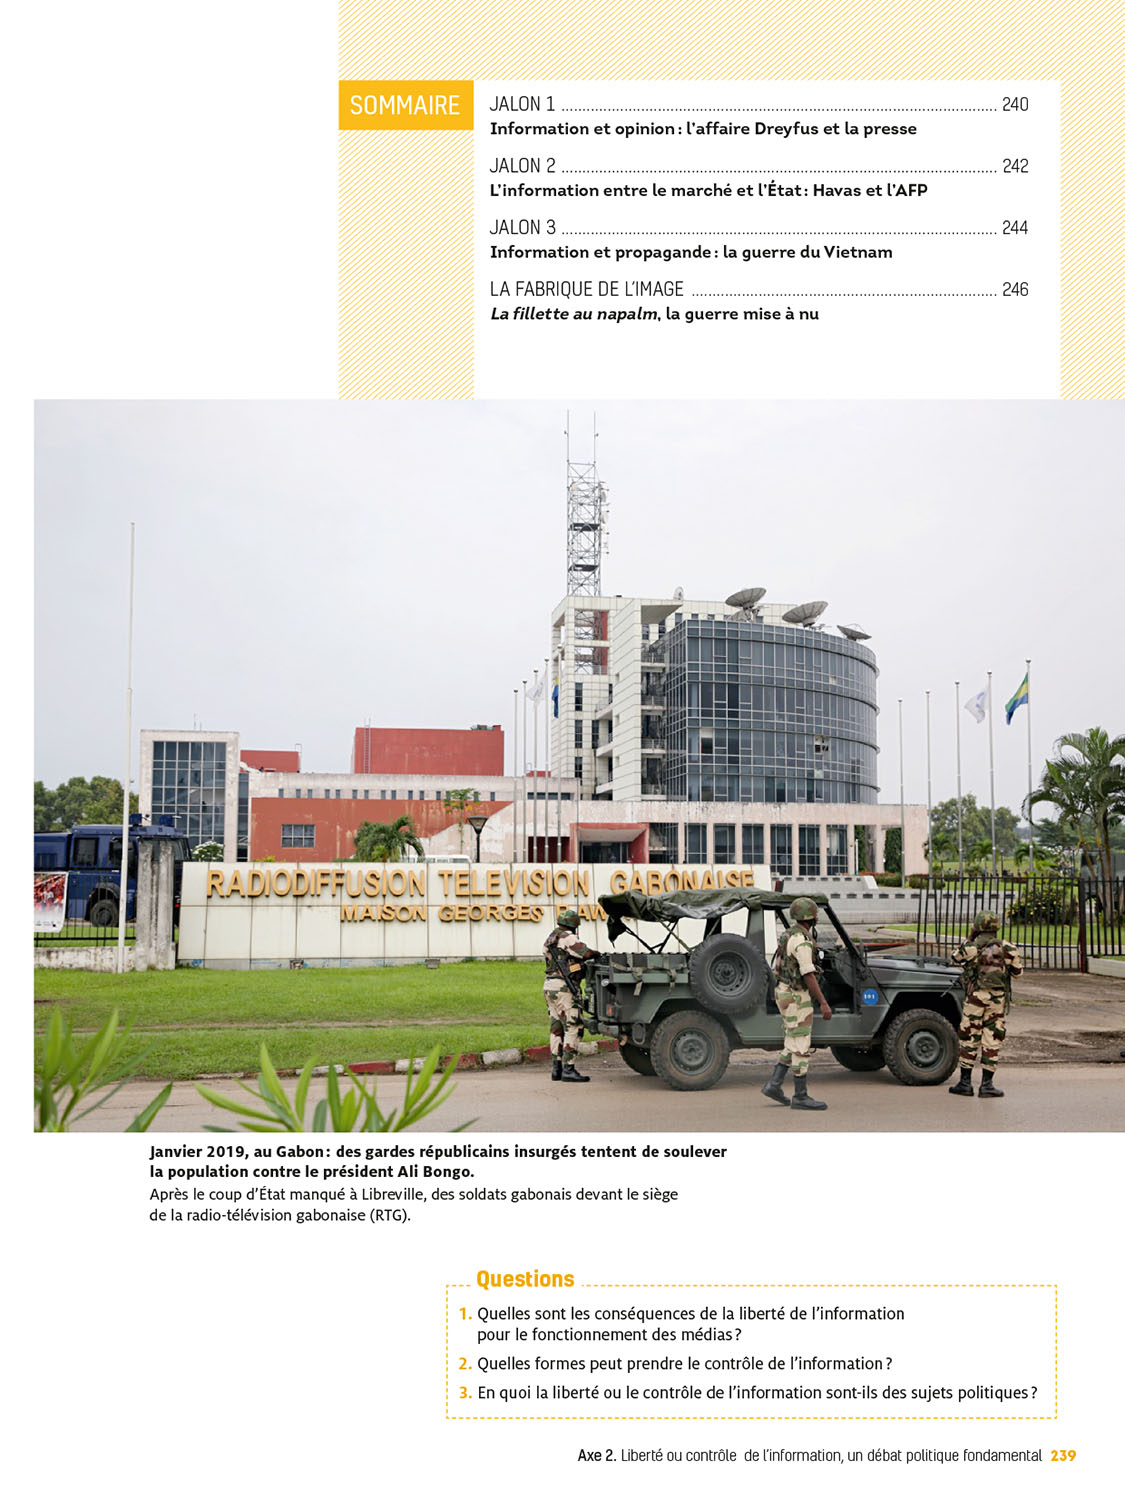 SOMMAIRE
JALON 1 ........................................................................................................ 240
Information et opinion : l'affaire Dreyfus et la presse
JALON 2 ........................................................................................................ 242
L'information entre le marché et l'État : Havas et l'AFP
JALON 3 ........................................................................................................ 244
Information et propagande : la guerre du Vietnam
LA FABRIQUE DE L'IMAGE ......................................................................... 246
La fillette au napalm, la guerre mise à nu
RADIODIFFUSION TELEVISION GABONAISE
MAISON GEORGES RAW
101
Janvier 2019, au Gabon : des gardes républicains insurgés tentent de soulever
la population contre le président Ali Bongo.
Après le coup d'État manqué à Libreville, des soldats gabonais devant le siège
de la radio-télévision gabonaise (RTG).
Questions
1. Quelles sont les conséquences de la liberté de l'information
pour le fonctionnement des médias ?
2. Quelles formes peut prendre le contrôle de l'information ?
3. En quoi la liberté ou le contrôle de l'information sont-ils des sujets politiques ?
Axe 2. Liberté ou contrôle de l'information, un débat politique fondamental 239